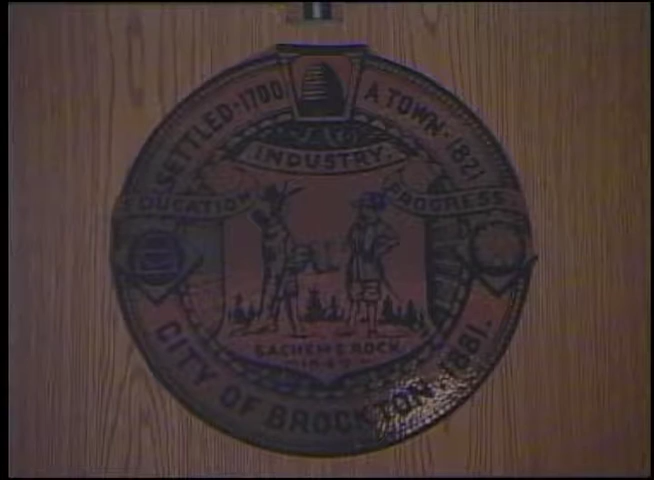 SETTLED · 1700
A TOWN · 1821
INDUSTRY.
EDUCATION
PROGRESS
SACHEM'S ROCK
CITY OF BROCKTON. 1881.